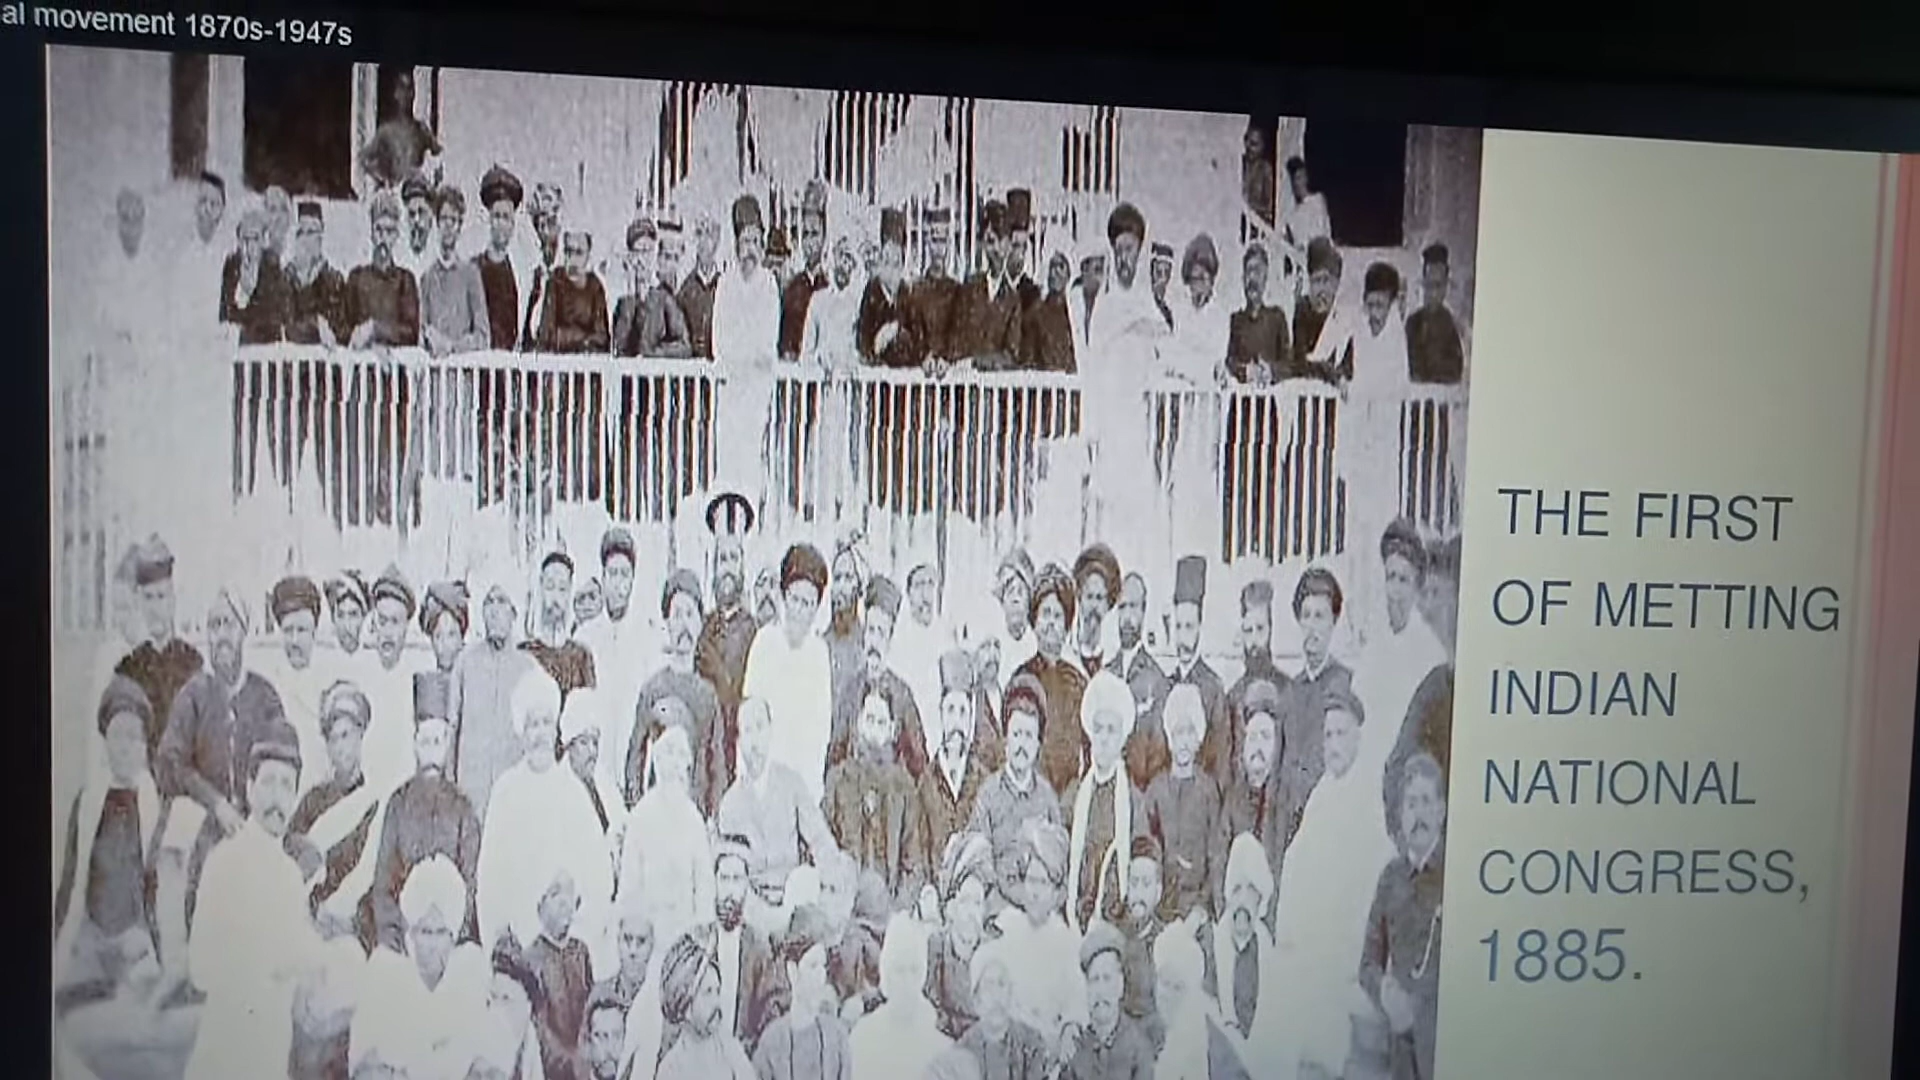 al movement 1870s-1947s
THE FIRST
OF METTING
INDIAN
NATIONAL
CONGRESS,
1885.